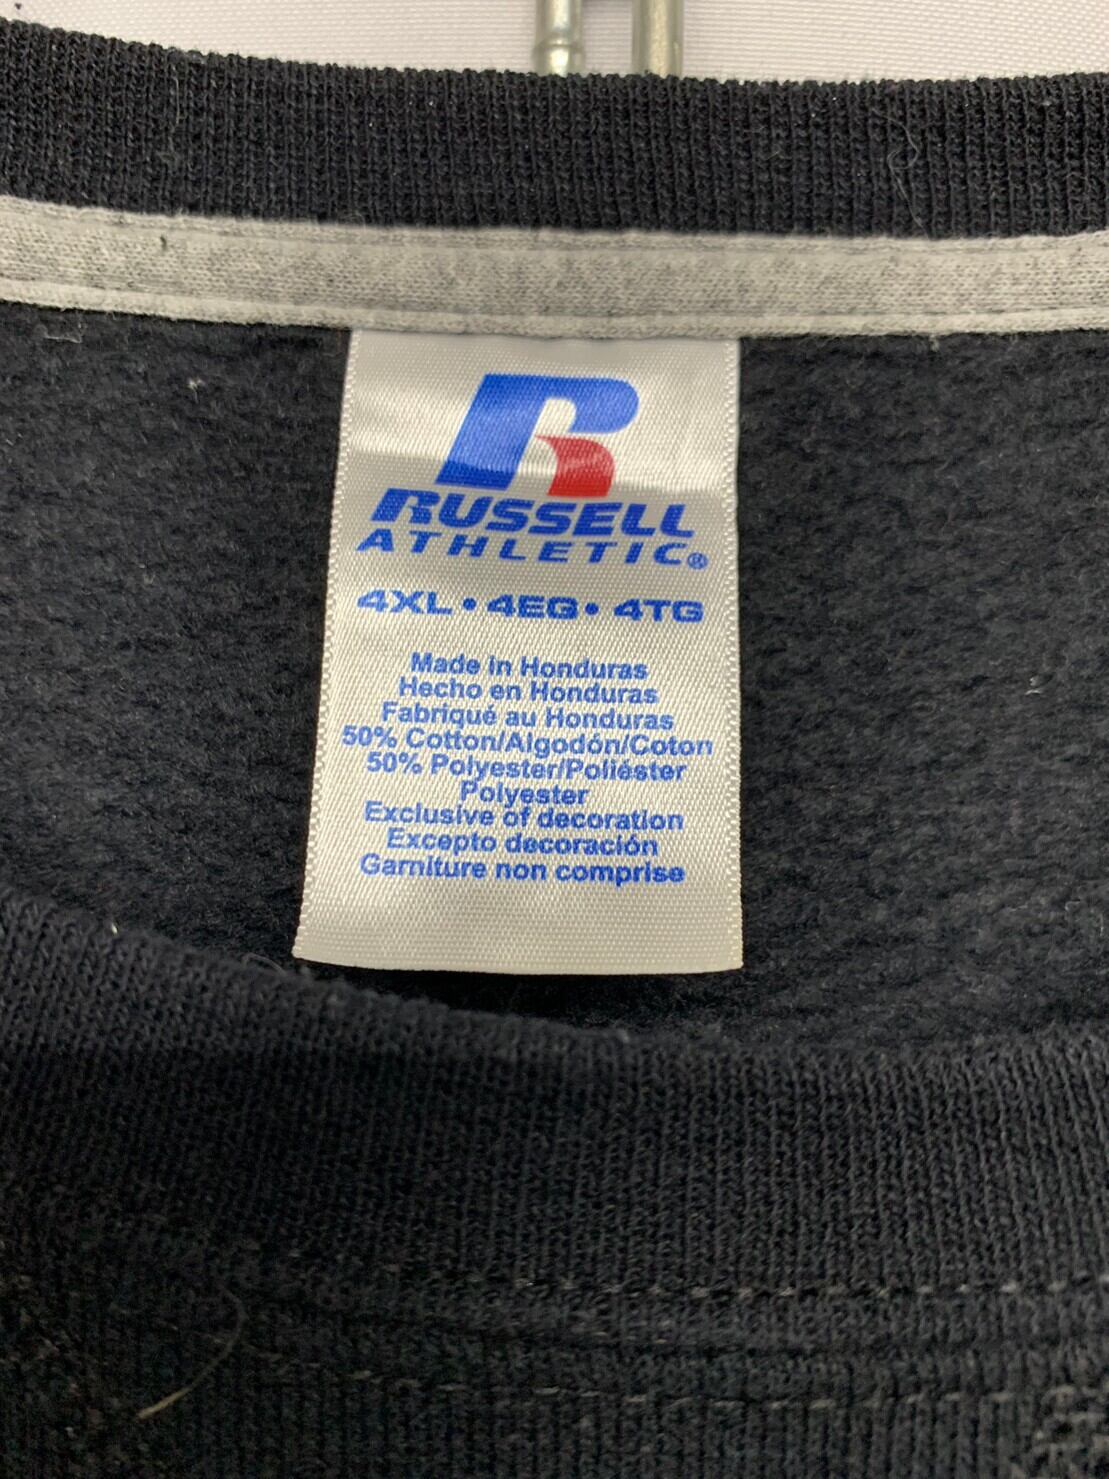 R
RUSSELL
ATHLETIC®
4XL • 4EG • 4TG
Made in Honduras
Hecho en Honduras
Fabriqué au Honduras
50% Cotton/Algodón/Coton
50% Polyester/Poliéster
Polyester
Exclusive of decoration
Excepto decoración
Garniture non comprise